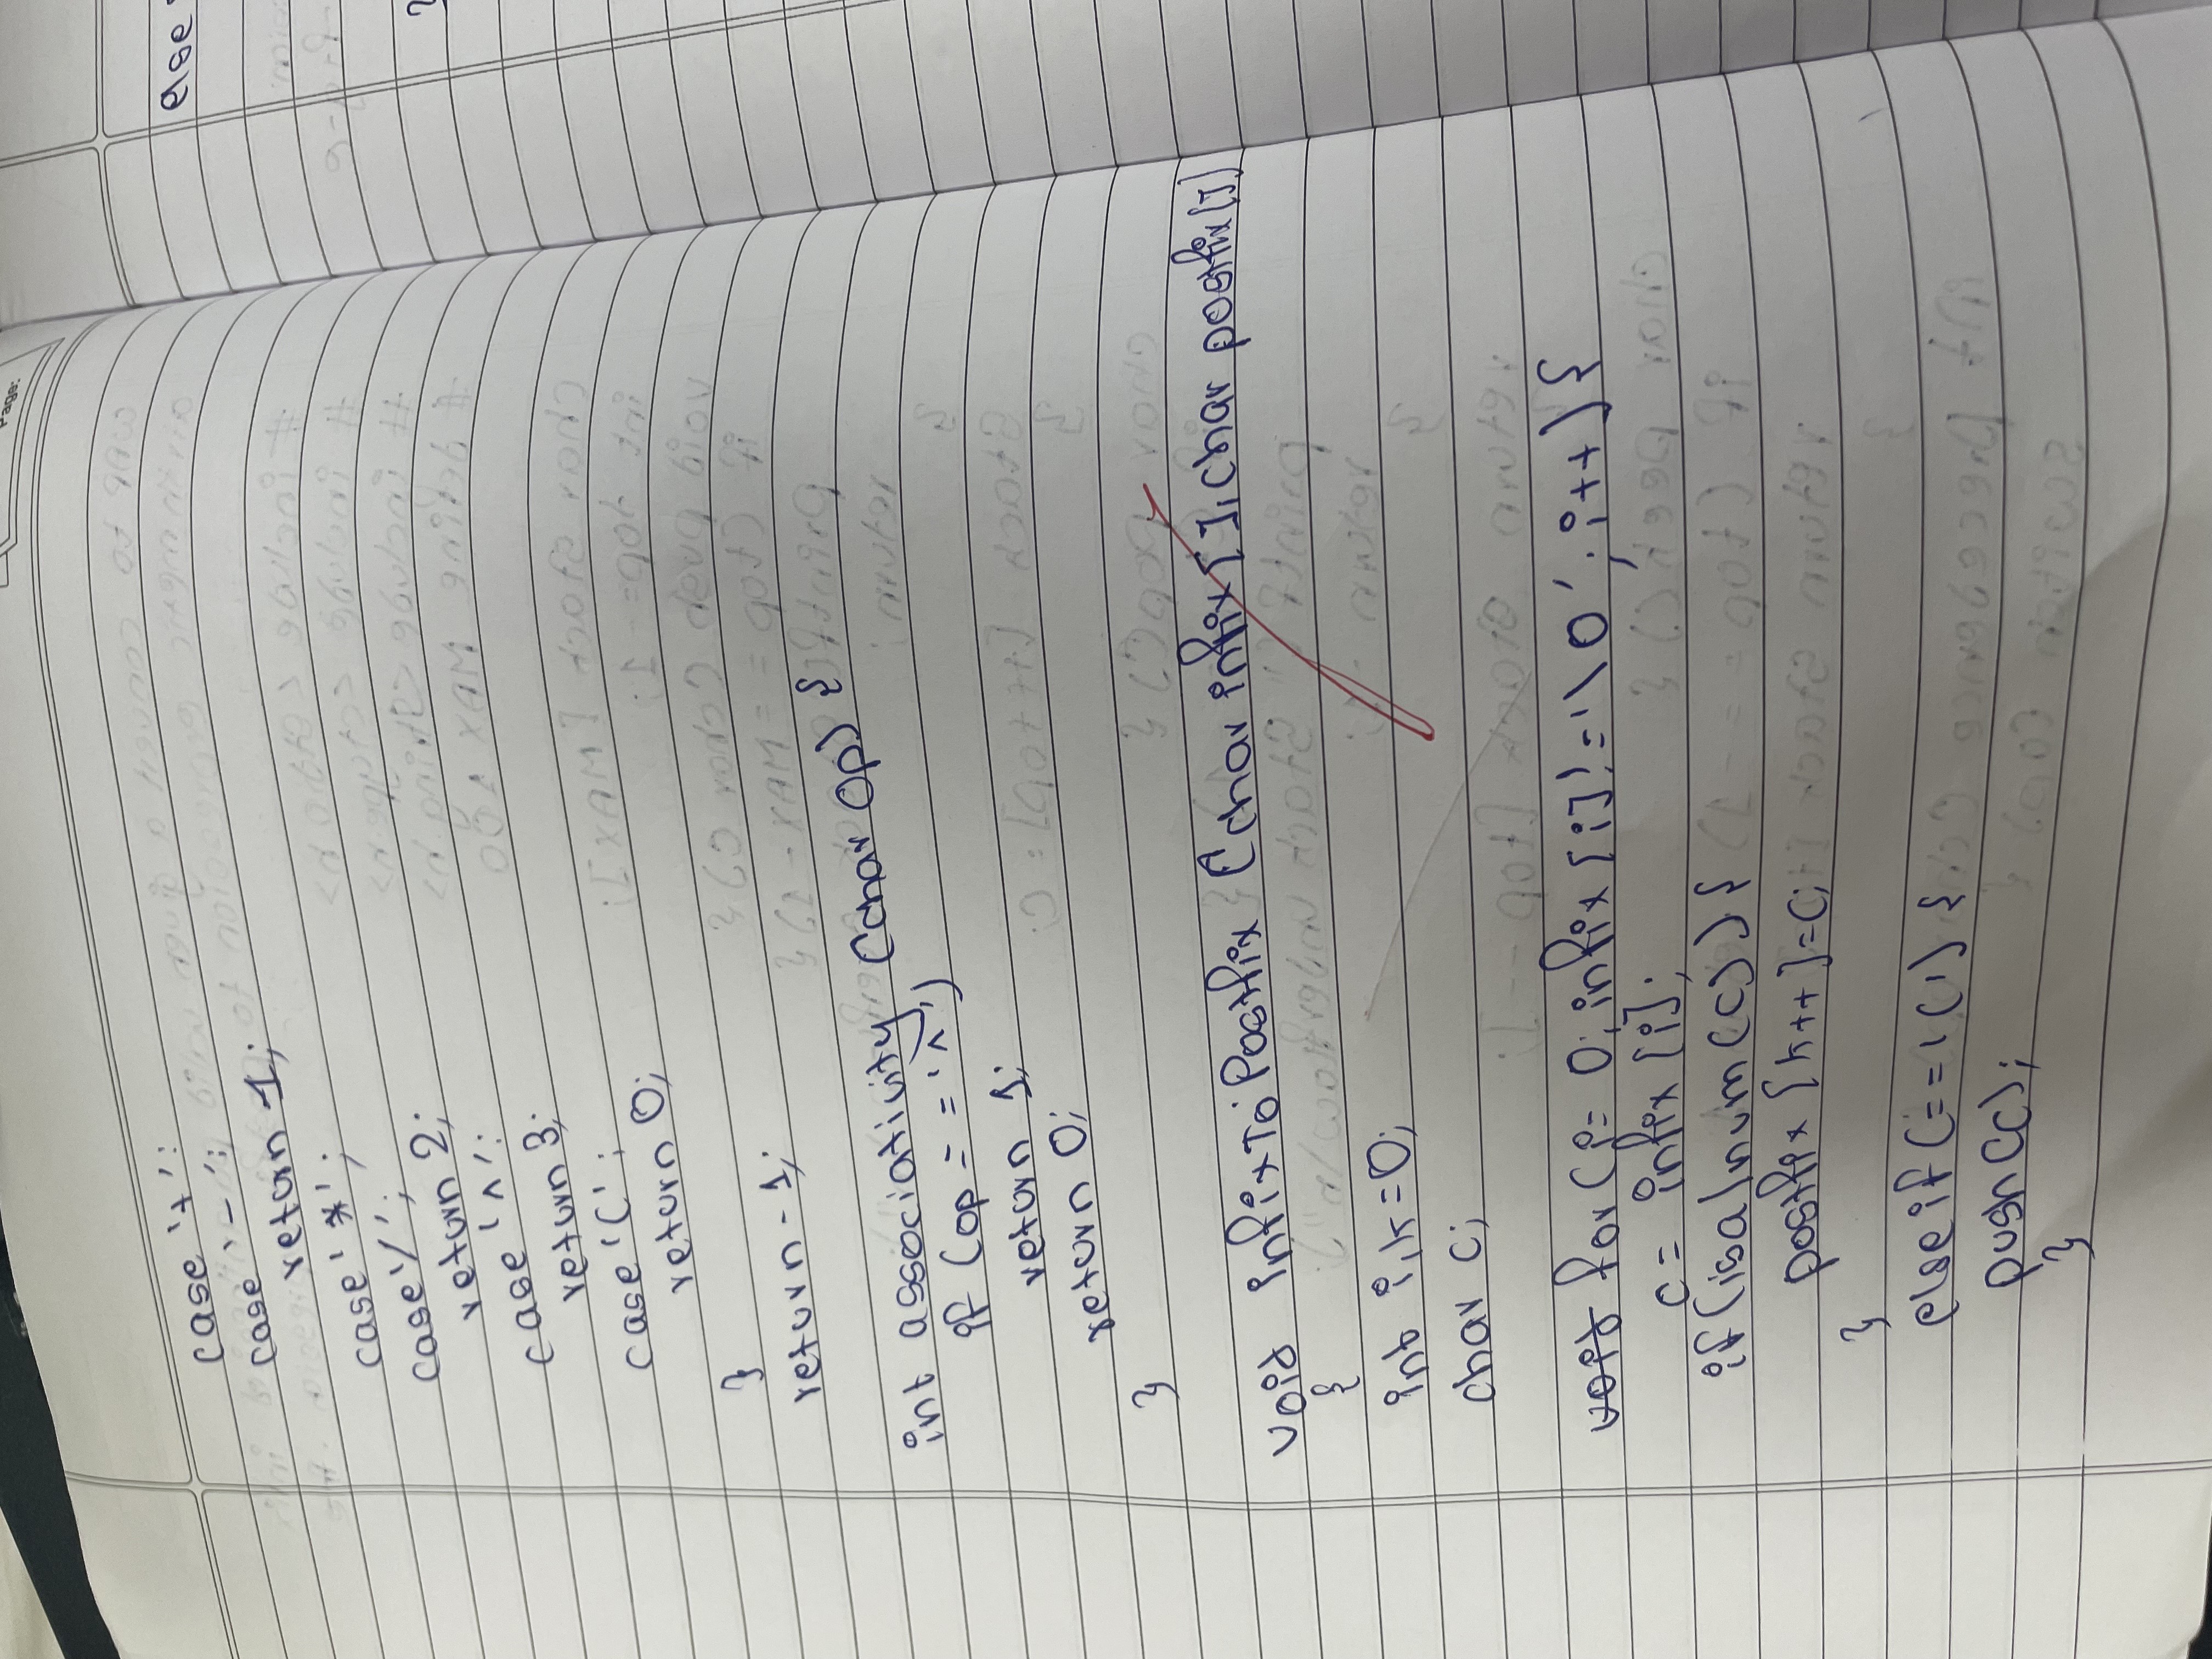 Page:
case '+':
case '-':
return 1;
case '*';
case '/';
return 2;
case '^':
return 3;
case '(';
return 0;
}
return -1;
int associativity (char op) {
if (op = = '^')
return 1;
return 0;
}
void infixToPostfix (char infix [], char postfix[])
{
int i, k = 0;
char c;
void for (i = 0; infix [i] != '\0'; i++) {
c = infix [i];
if (isalnum (c)) {
postfix [k++] = c;
}
else if (= = '(') {
push (c);
}
else